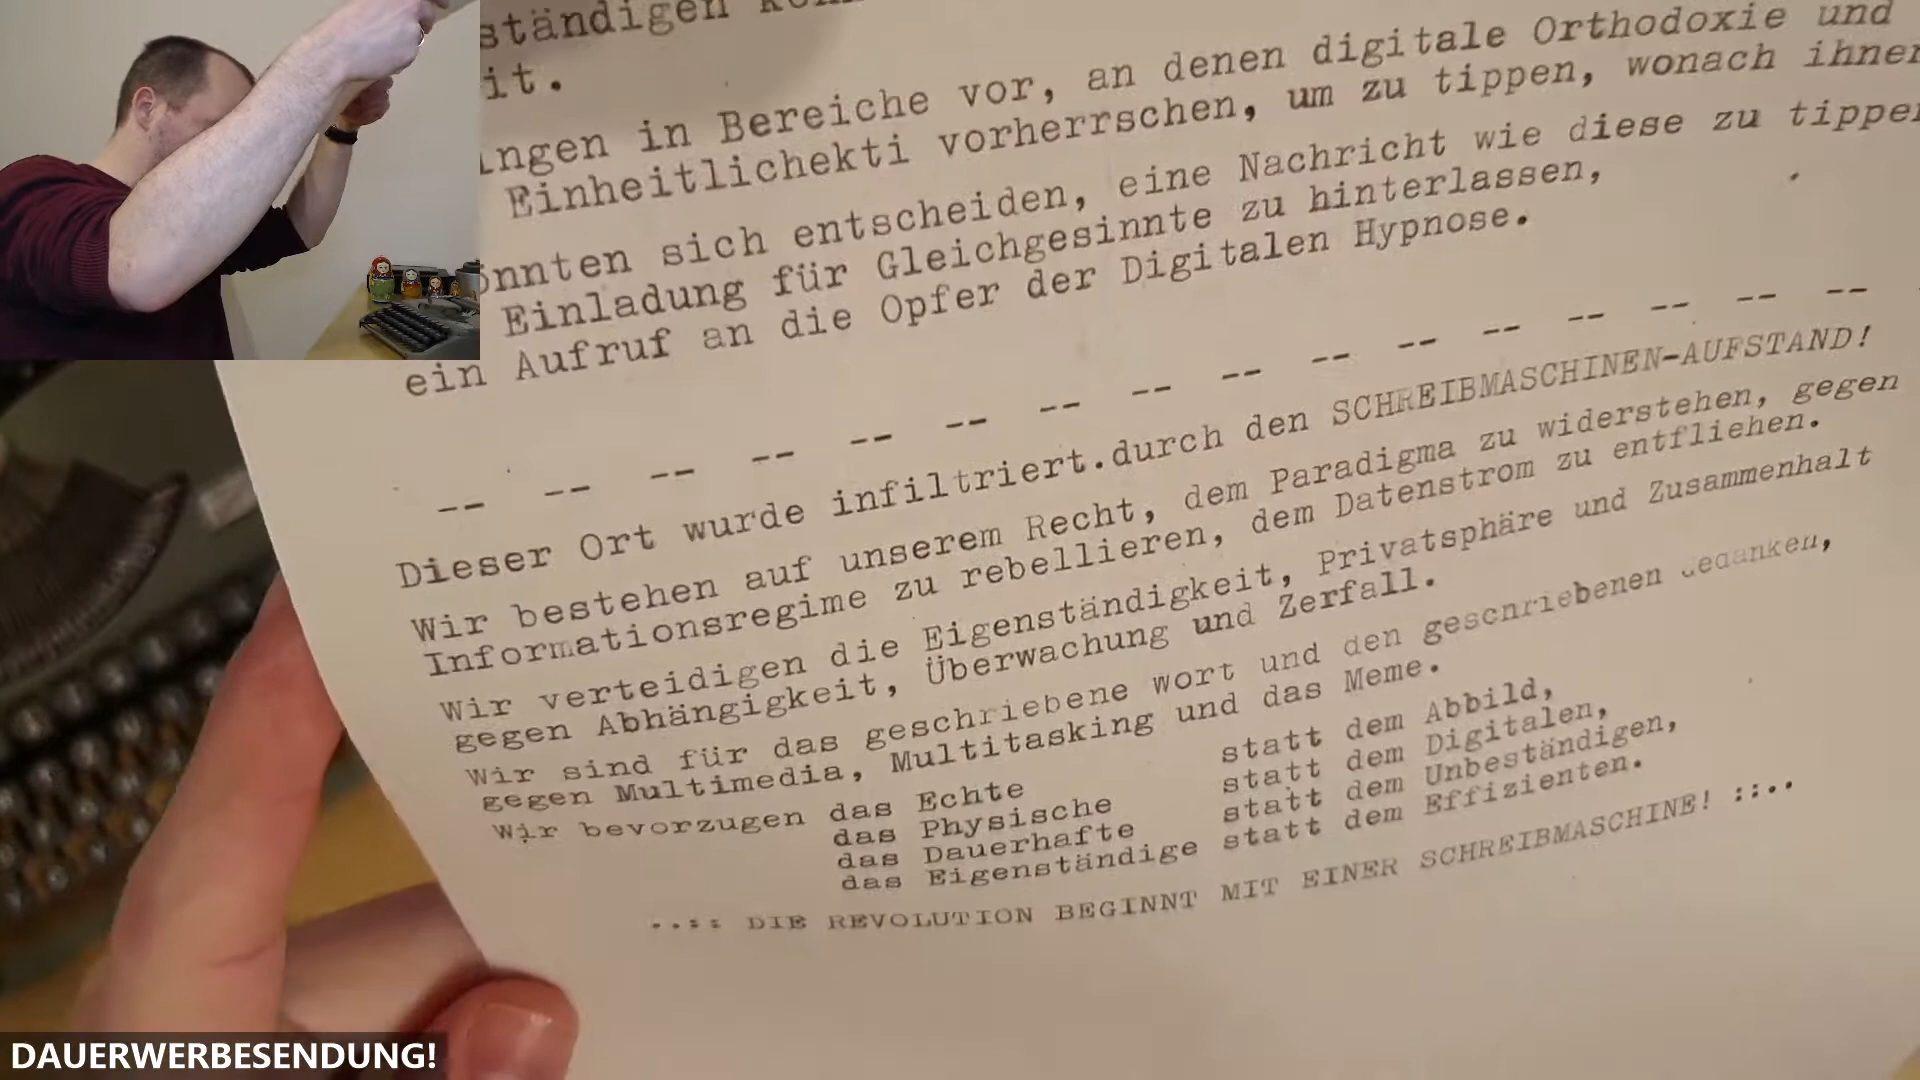 ständigen
it.
ngen in Bereiche vor, an denen digitale Orthodoxie und
Einheitlichekti vorherrschen, um zu tippen, wonach ihnen
nnten sich entscheiden, eine Nachricht wie diese zu tippe
Einladung für Gleichgesinnte zu hinterlassen,
ein Aufruf an die Opfer der Digitalen Hypnose.
-- -- -- -- -- -- -- -- -- -- -- -- -- -- -- --
Dieser Ort wurde infiltriert.durch den SCHREIBMASCHINEN-AUFSTAND!
Wir bestehen auf unserem Recht, dem Paradigma zu widerstehen, gegen
Informationsregime zu rebellieren, dem Datenstrom zu entfliehen.
Wir verteidigen die Eigenständigkeit, Privatsphäre und Zusammenhalt
gegen Abhängigkeit, Überwachung und Zerfall.
Wir sind für das geschriebene wort und den geschriebenen Gedanken,
gegen Multimedia, Multitasking und das Meme.
Wir bevorzugen das Echte statt dem Abbild,
das Physische statt dem Digitalen,
das Dauerhafte statt dem Unbeständigen,
das Eigenständige statt dem Effizienten.
..:: DIE REVOLUTION BEGINNT MIT EINER SCHREIBMASCHINE! ::..
DAUERWERBESENDUNG!